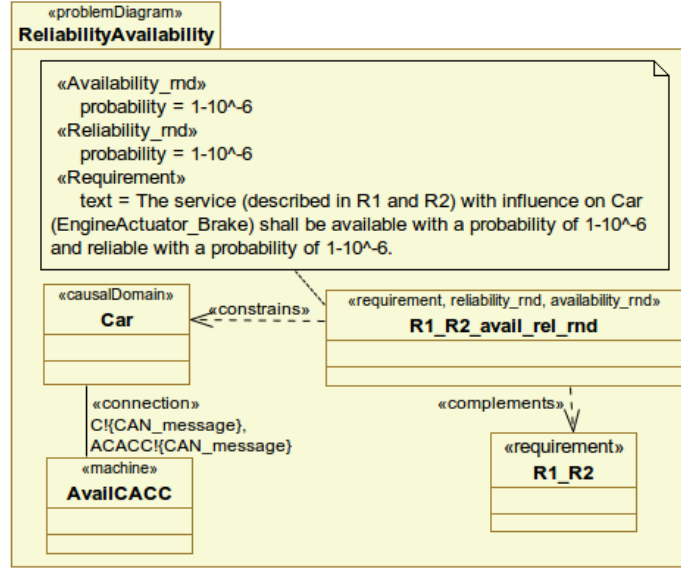 «problemDiagram»
ReliabilityAvailability
«Availability_rnd»
probability = 1-10^-6
«Reliability_rnd»
probability = 1-10^-6
«Requirement»
text = The service (described in R1 and R2) with influence on Car
(EngineActuator_Brake) shall be available with a probability of 1-10^-6
and reliable with a probability of 1-10^-6.
«causalDomain»
Car
«constrains»
«requirement, reliability_rnd, availability_rnd»
R1_R2_avail_rel_rnd
«connection»
C!{CAN_message},
ACACC!{CAN_message}
«complements»
«machine»
AvailCACC
«requirement»
R1_R2